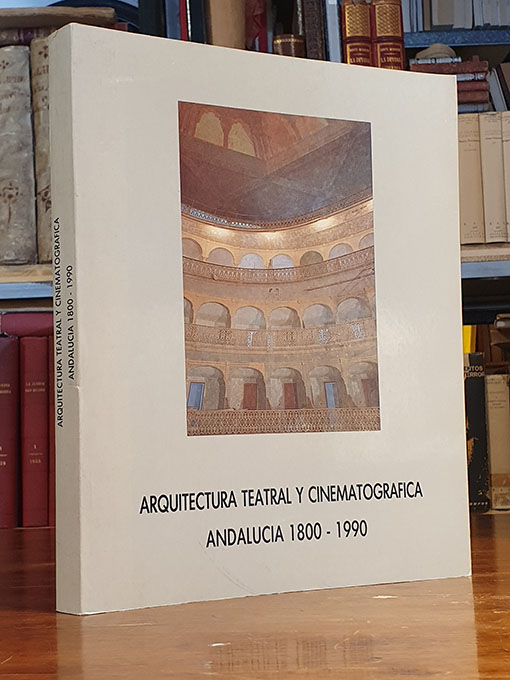 ARQUITECTURA TEATRAL Y CINEMATOGRAFICA
ANDALUCIA 1800 - 1990
ARQUITECTURA TEATRAL Y CINEMATOGRAFICA
ANDALUCIA 1800 - 1990